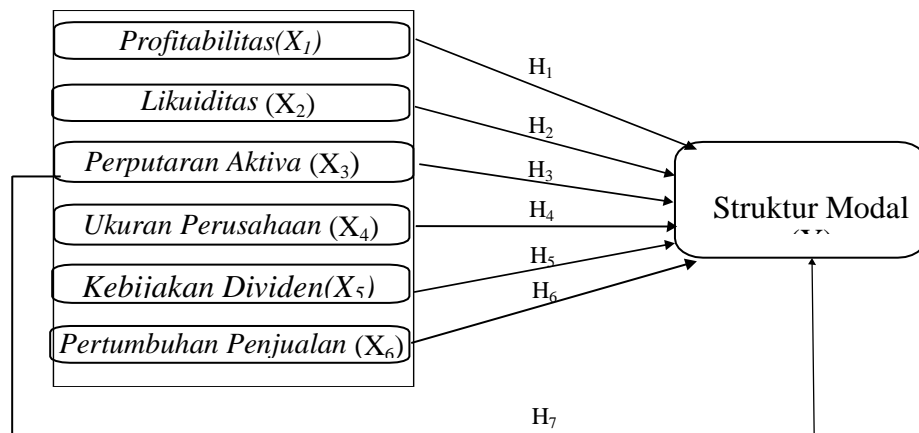 Profitabilitas(X₁)
H₁
Likuiditas (X₂)
H₂
Perputaran Aktiva (X₃)
H₃
Struktur Modal
Ukuran Perusahaan (X₄)
H₄
H₅
Kebijakan Dividen(X₅)
H₆
Pertumbuhan Penjualan (X₆)
H₇